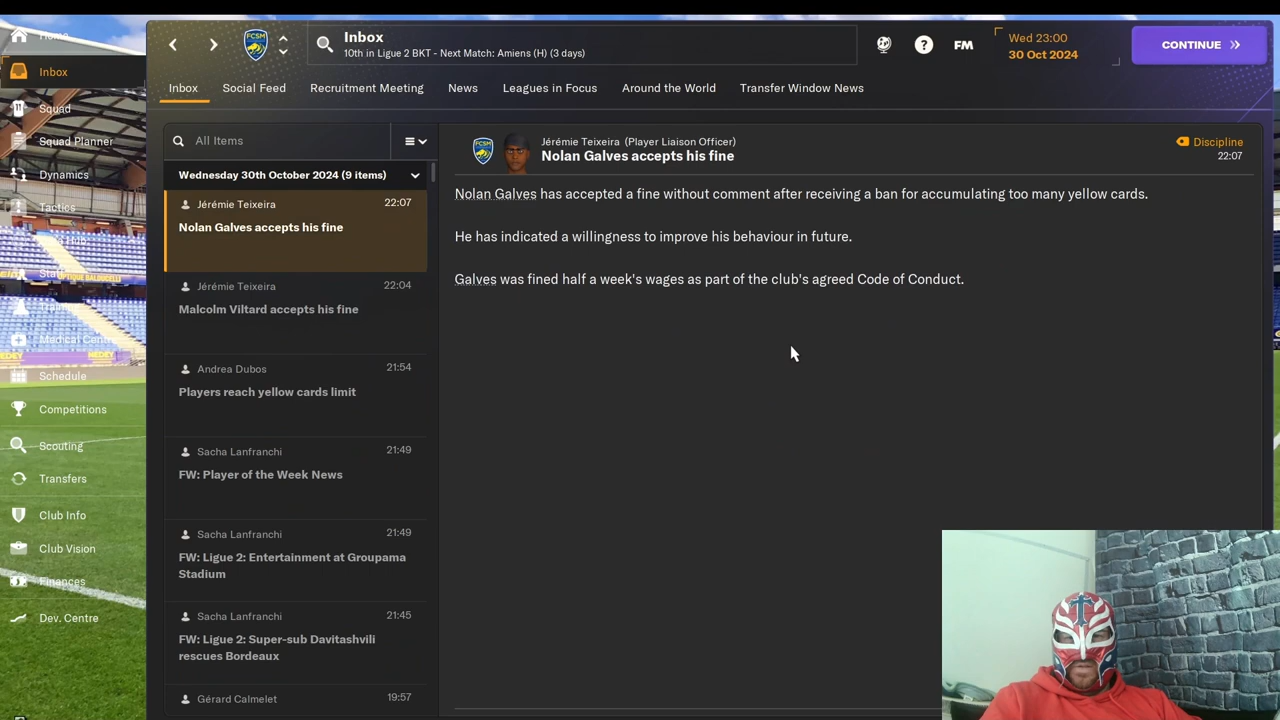 Home
Inbox
Squad
Squad Planner
Dynamics
Tactics
Staff
Medical Centre
Schedule
Competitions
Scouting
Transfers
Club Info
Club Vision
Finances
Dev. Centre
FCSM
Inbox
10th in Ligue 2 BKT - Next Match: Amiens (H) (3 days)
?
FM
Wed 23:00
30 Oct 2024
CONTINUE
Inbox
Social Feed
Recruitment Meeting
News
Leagues in Focus
Around the World
Transfer Window News
All Items
Wednesday 30th October 2024 (9 items)
Jérémie Teixeira 22:07
Nolan Galves accepts his fine
Jérémie Teixeira 22:04
Malcolm Viltard accepts his fine
Andrea Dubos 21:54
Players reach yellow cards limit
Sacha Lanfranchi 21:49
FW: Player of the Week News
Sacha Lanfranchi 21:49
FW: Ligue 2: Entertainment at Groupama
Stadium
Sacha Lanfranchi 21:45
FW: Ligue 2: Super-sub Davitashvili
rescues Bordeaux
Gérard Calmelet 19:57
FCSM
Jérémie Teixeira (Player Liaison Officer)
Nolan Galves accepts his fine
Discipline
22:07
Nolan Galves has accepted a fine without comment after receiving a ban for accumulating too many yellow cards.
He has indicated a willingness to improve his behaviour in future.
Galves was fined half a week's wages as part of the club's agreed Code of Conduct.